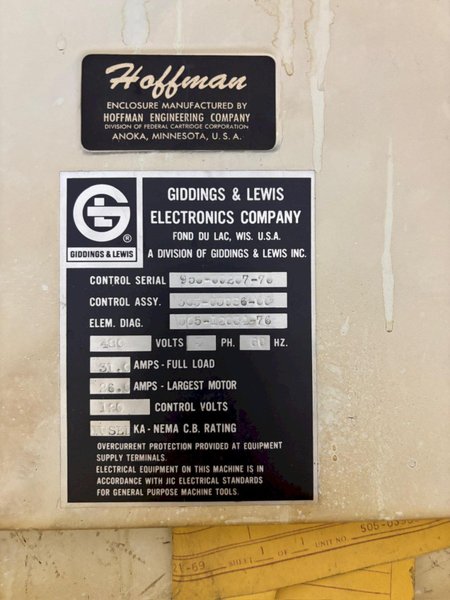 Hoffman
ENCLOSURE MANUFACTURED BY
HOFFMAN ENGINEERING COMPANY
DIVISION OF FEDERAL CARTRIDGE CORPORATION
ANOKA, MINNESOTA, U.S.A.
GIDDINGS & LEWIS
®
GIDDINGS & LEWIS
ELECTRONICS COMPANY
FOND DU LAC, WIS. U.S.A.
A DIVISION OF GIDDINGS & LEWIS INC.
CONTROL SERIAL
CONTROL ASSY.
ELEM. DIAG.
VOLTS PH. 60 HZ.
AMPS - FULL LOAD
AMPS - LARGEST MOTOR
CONTROL VOLTS
KA - NEMA C.B. RATING
OVERCURRENT PROTECTION PROVIDED AT EQUIPMENT
SUPPLY TERMINALS.
ELECTRICAL EQUIPMENT ON THIS MACHINE IS IN
ACCORDANCE WITH JIC ELECTRICAL STANDARDS
FOR GENERAL PURPOSE MACHINE TOOLS.
SHEET 1 OF 1 UNIT NO.